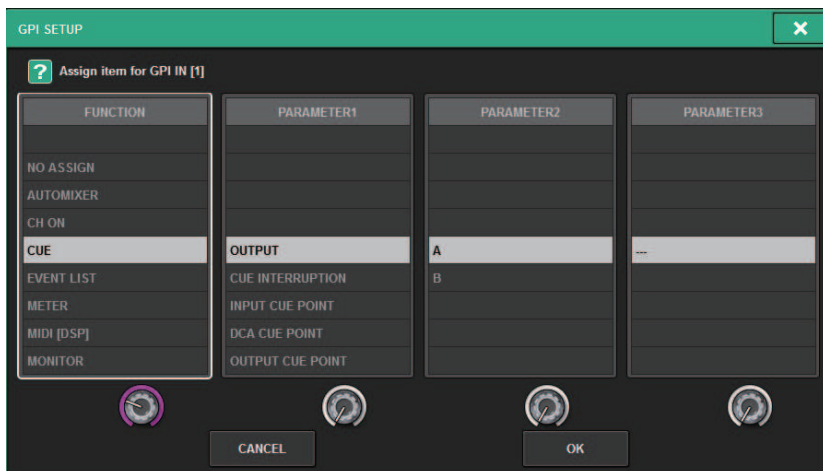 GPI SETUP
? Assign item for GPI IN [1]
FUNCTION
NO ASSIGN
AUTOMIXER
CH ON
CUE
EVENT LIST
METER
MIDI [DSP]
MONITOR
PARAMETER1
OUTPUT
CUE INTERRUPTION
INPUT CUE POINT
DCA CUE POINT
OUTPUT CUE POINT
PARAMETER2
A
B
PARAMETER3
---
CANCEL
OK